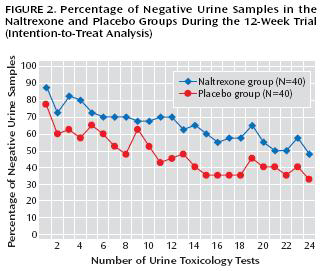 FIGURE 2. Percentage of Negative Urine Samples in the
Naltrexone and Placebo Groups During the 12-Week Trial
(Intention-to-Treat Analysis)
Percentage of Negative Urine Samples
100
90
80
70
60
50
40
30
20
10
0
Naltrexone group (N=40)
Placebo group (N=40)
2 4 6 8 10 12 14 16 18 20 22 24
Number of Urine Toxicology Tests